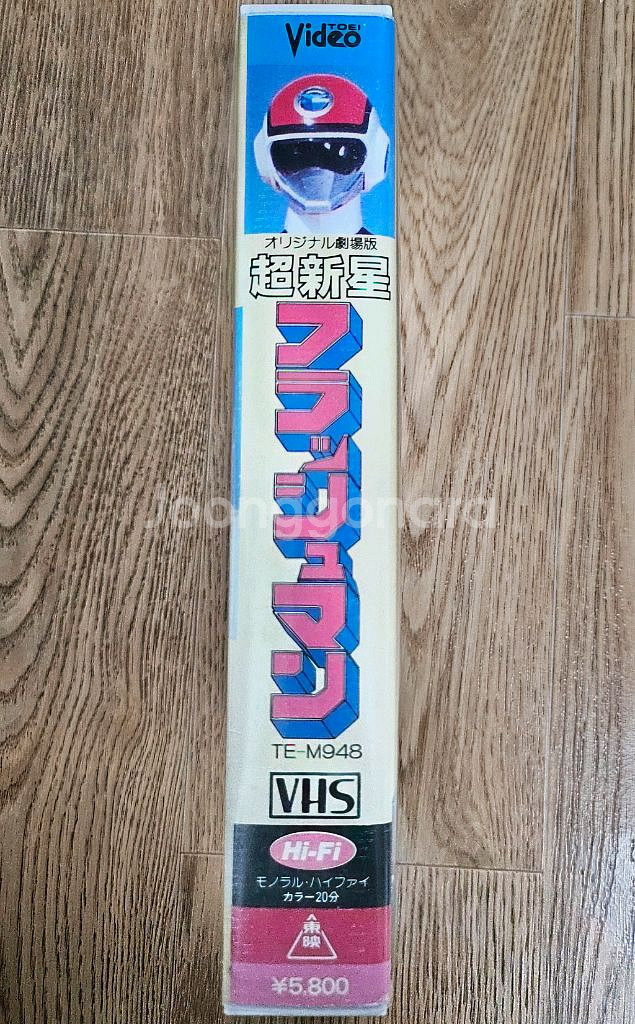 TOEI
Video
オリジナル劇場版
超新星
フラッシュマン
Joonggonara
TE-M948
VHS
Hi-Fi
モノラル・ハイファイ
カラー20分
東映
¥5,800